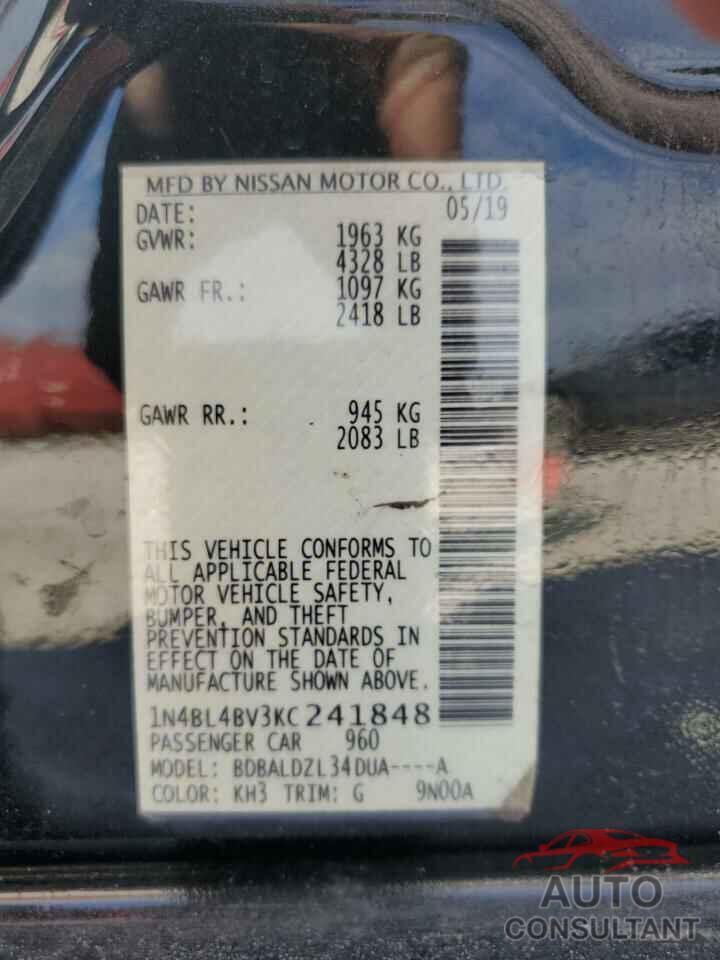 MFD BY NISSAN MOTOR CO., LTD.
DATE: 05/19
GVWR: 1963 KG
4328 LB
GAWR FR.: 1097 KG
2418 LB
GAWR RR.: 945 KG
2083 LB
THIS VEHICLE CONFORMS TO
ALL APPLICABLE FEDERAL
MOTOR VEHICLE SAFETY,
BUMPER, AND THEFT
PREVENTION STANDARDS IN
EFFECT ON THE DATE OF
MANUFACTURE SHOWN ABOVE.
1N4BL4BV3KC241848
PASSENGER CAR 960
MODEL: BDBALDZL34DUA----A
COLOR: KH3 TRIM: G 9N00A
AUTO
CONSULTANT